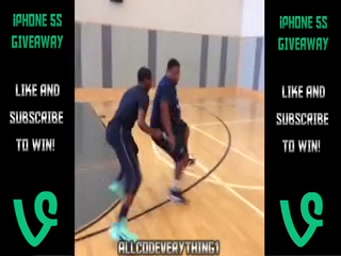 iPHONE 5S
GIVEAWAY
LIKE AND
SUBSCRIBE
TO WIN!
ALLCODEVERYTHING1
iPHONE 5S
GIVEAWAY
LIKE AND
SUBSCRIBE
TO WIN!